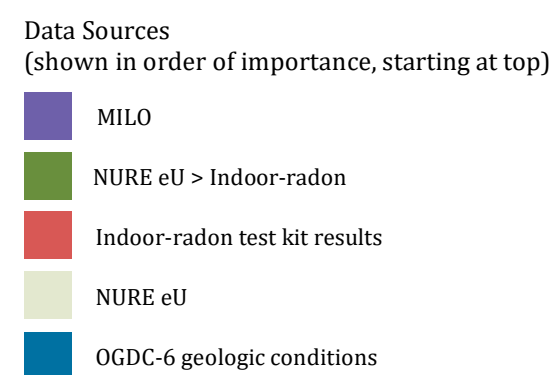 Data Sources
(shown in order of importance, starting at top)
MILO
NURE eU > Indoor-radon
Indoor-radon test kit results
NURE eU
OGDC-6 geologic conditions